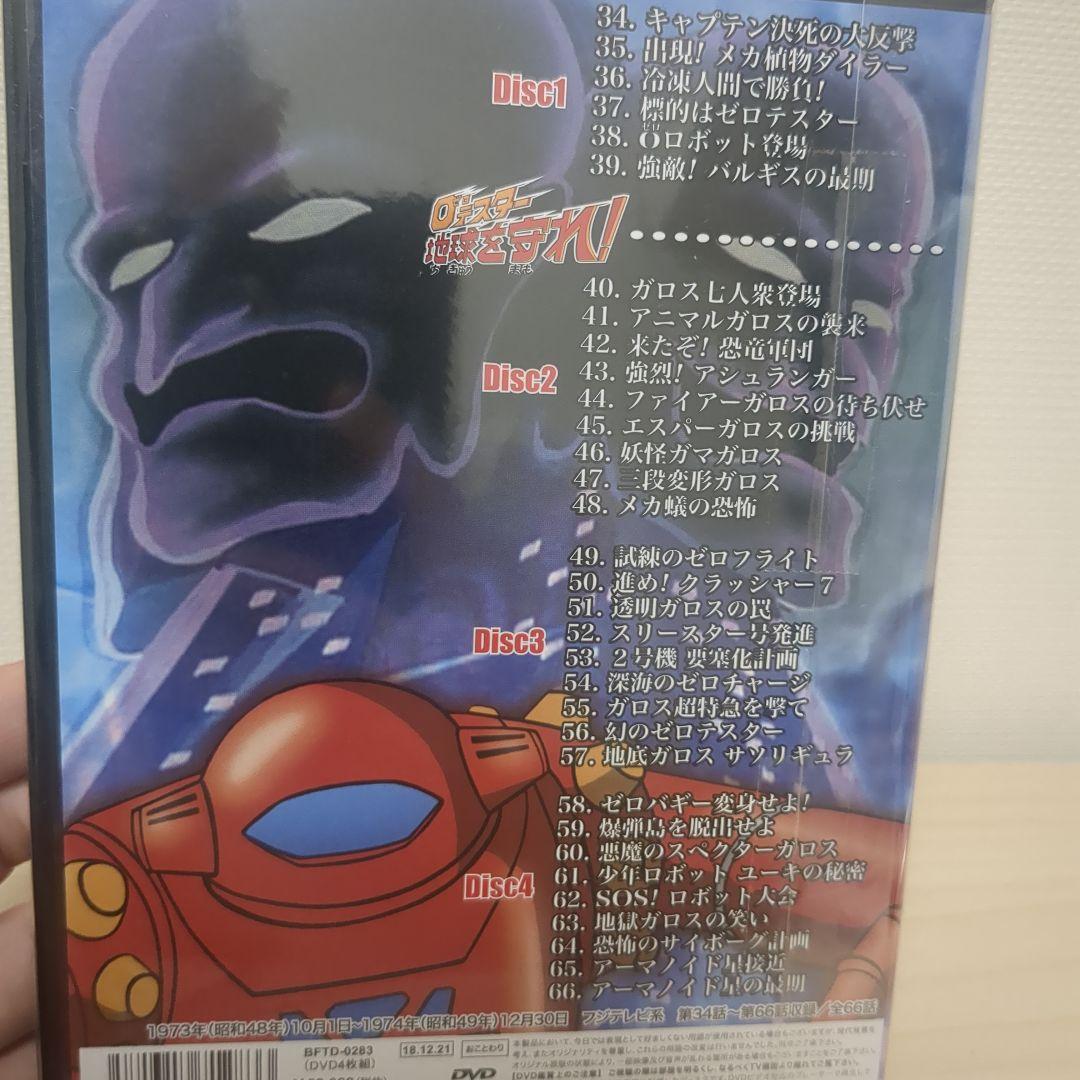 Disc1
34. キャプテン決死の大反撃
35. 出現! メカ植物ダイラー
36. 冷凍人間で勝負!
37. 標的はゼロテスター
ゼロ
38. 0ロボット登場
39. 強敵! バルギスの最期
ゼロ
0テスター
地球を守れ!
ちきゅう まも
Disc2
40. ガロス七人衆登場
41. アニマルガロスの襲来
42. 来たぞ! 恐竜軍団
43. 強烈! アシュランガー
44. ファイアーガロスの待ち伏せ
45. エスパーガロスの挑戦
46. 妖怪ガマガロス
47. 三段変形ガロス
48. メカ蟻の恐怖
Disc3
49. 試練のゼロフライト
50. 進め! クラッシャー7
51. 透明ガロスの罠
52. スリースター号発進
53. 2号機 要塞化計画
54. 深海のゼロチャージ
55. ガロス超特急を撃て
56. 幻のゼロテスター
57. 地底ガロス サソリギュラ
Disc4
58. ゼロバギー変身せよ!
59. 爆弾島を脱出せよ
60. 悪魔のスペクターガロス
61. 少年ロボット ユーキの秘密
62. SOS! ロボット大会
63. 地獄ガロスの笑い
64. 恐怖のサイボーグ計画
65. アーマノイド星接近
66. アーマノイド星の最期
1973年(昭和48年)10月1日~1974年(昭和49年)12月30日 フジテレビ系 第34話~第66話収録/全66話
BFTD-0283
(DVD4枚組)
18.12.21
おことわり
DVD